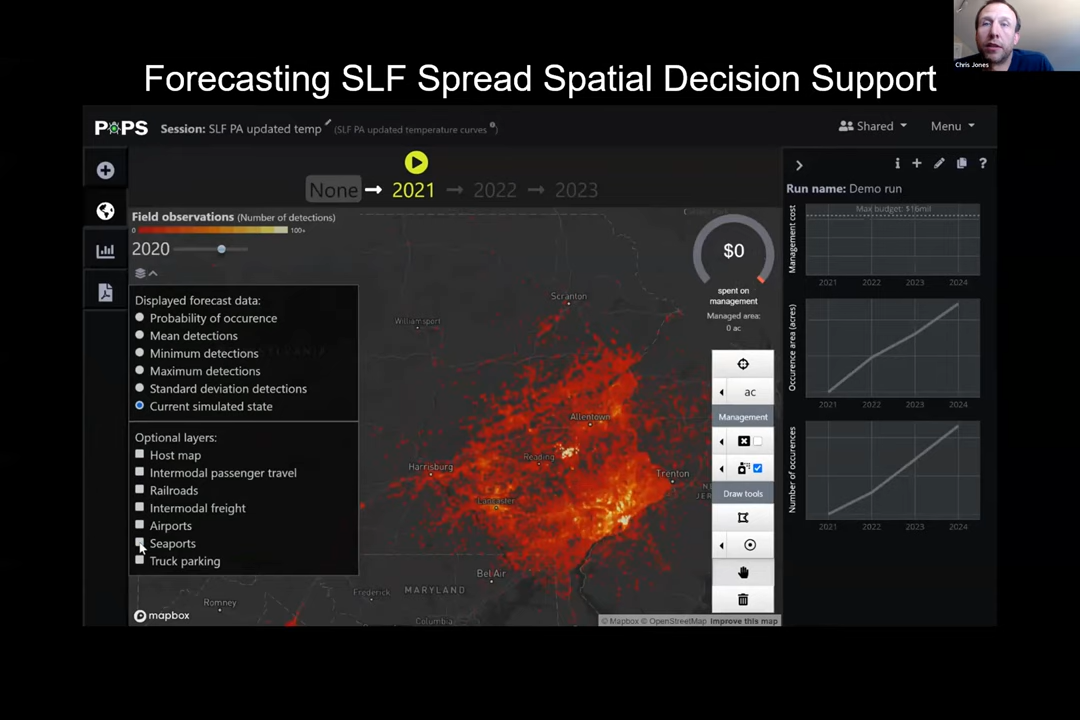 Chris Jones
Forecasting SLF Spread Spatial Decision Support
POPS
Session: SLF PA updated temp (SLF PA updated temperature curves)
Shared
Menu
None → 2021 → 2022 → 2023
Run name: Demo run
Field observations (Number of detections)
0 100+
2020
Displayed forecast data:
Probability of occurence
Mean detections
Minimum detections
Maximum detections
Standard deviation detections
Current simulated state
Optional layers:
Host map
Intermodal passenger travel
Railroads
Intermodal freight
Airports
Seaports
Truck parking
mapbox
Scranton
Williamsport
Allentown
Reading
Harrisburg
Trenton
Lancaster
Bel Air
MARYLAND
Frederick
Romney
Columbia
© Mapbox © OpenStreetMap Improve this map
$0
spent on
management
Managed area:
0 ac
ac
Management
Draw tools
Max budget: $16mil
Management cost
2021 2022 2023 2024
Occurence area (acres)
2021 2022 2023 2024
Number of occurences
2021 2022 2023 2024